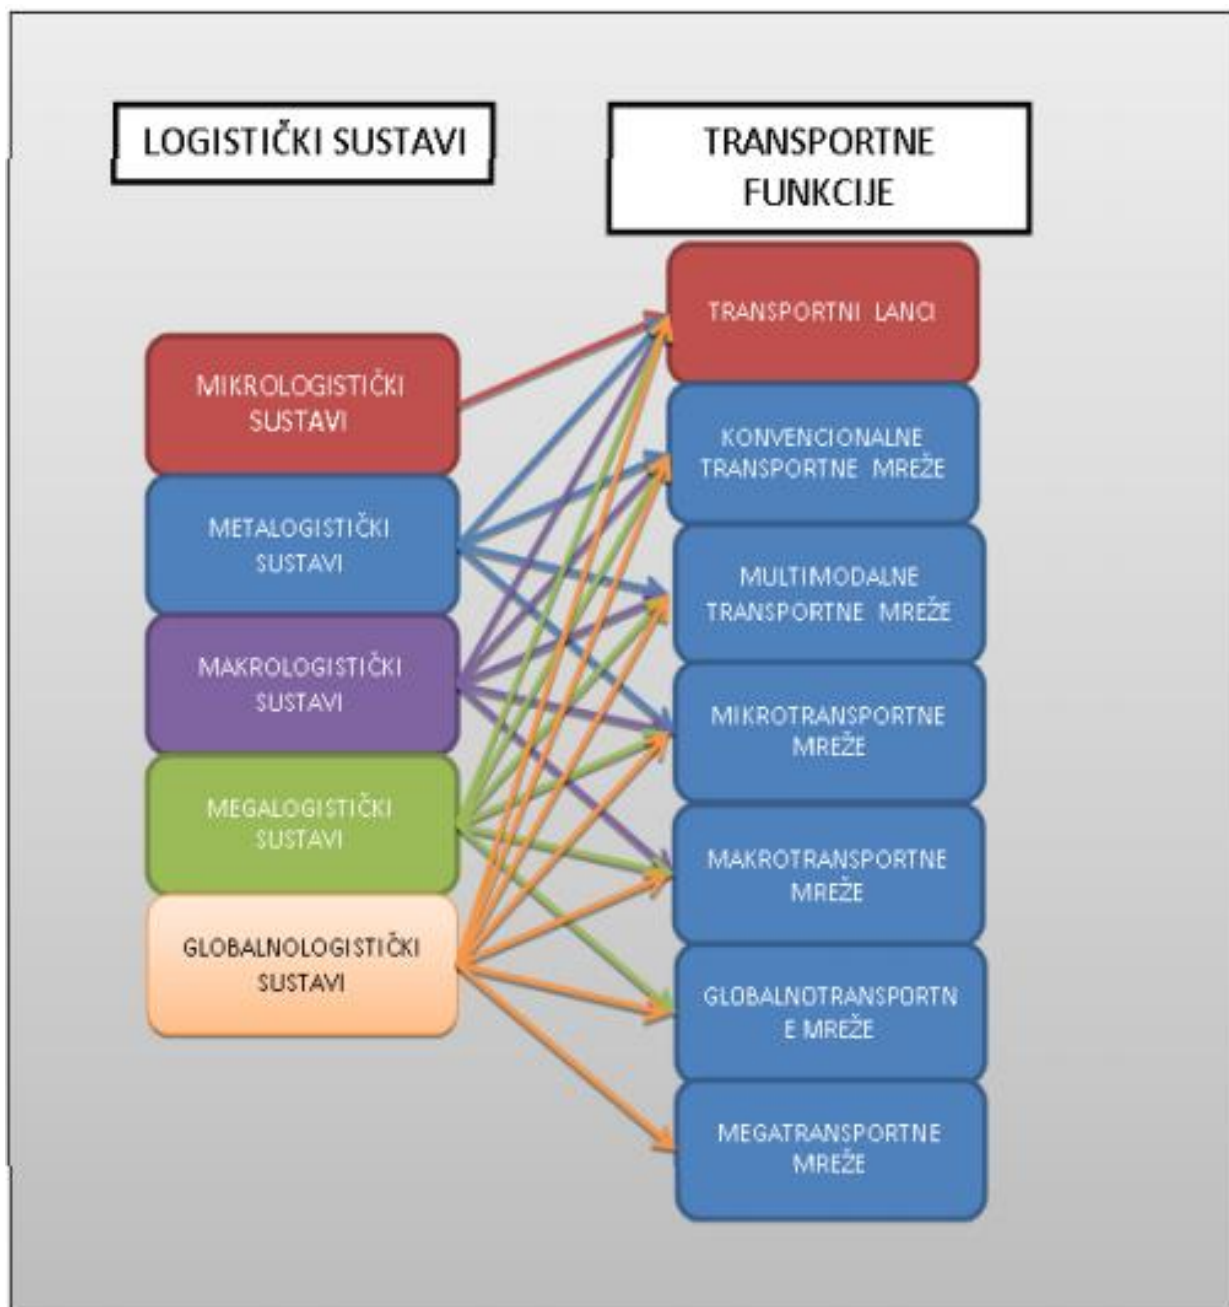 LOGISTIČKI SUSTAVI
TRANSPORTNE
FUNKCIJE
MIKROLOGISTIČKI
SUSTAVI
METALOGISTIČKI
SUSTAVI
MAKROLOGISTIČKI
SUSTAVI
MEGALOGISTIČKI
SUSTAVI
GLOBALNOLOGISTIČKI
SUSTAVI
TRANSPORTNI LANCI
KONVENCIONALNE
TRANSPORTNE MREŽE
MULTIMODALNE
TRANSPORTNE MREŽE
MIKROTRANSPORTNE
MREŽE
MAKROTRANSPORTNE
MREŽE
GLOBALNOTRANSPORTN
E MREŽE
MEGATRANSPORTNE
MREŽE